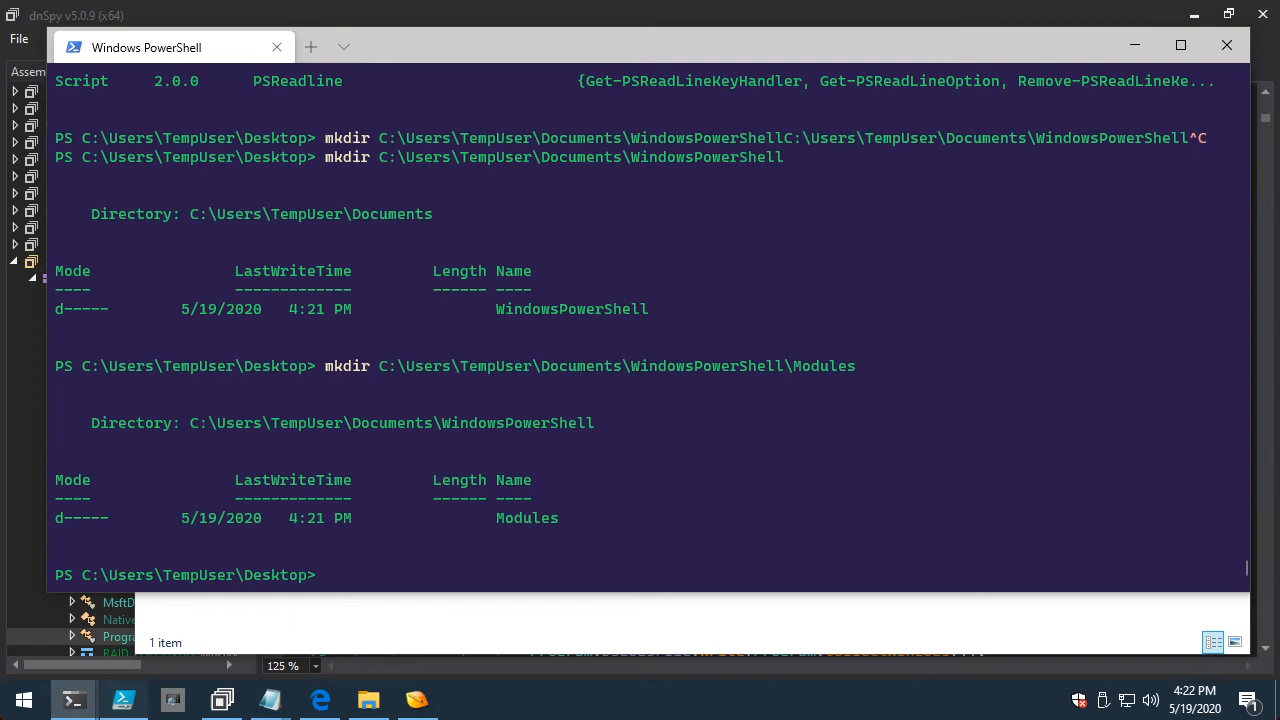 dnSpy v5.0.9 (x64)
File
Windows PowerShell
Assem
Script 2.0.0 PSReadline {Get-PSReadLineKeyHandler, Get-PSReadLineOption, Remove-PSReadLineKe...
PS C:\Users\TempUser\Desktop> mkdir C:\Users\TempUser\Documents\WindowsPowerShellC:\Users\TempUser\Documents\WindowsPowerShell^C
PS C:\Users\TempUser\Desktop> mkdir C:\Users\TempUser\Documents\WindowsPowerShell
Directory: C:\Users\TempUser\Documents
Mode LastWriteTime Length Name
---- ------------- ------ ----
d----- 5/19/2020 4:21 PM WindowsPowerShell
PS C:\Users\TempUser\Desktop> mkdir C:\Users\TempUser\Documents\WindowsPowerShell\Modules
Directory: C:\Users\TempUser\Documents\WindowsPowerShell
Mode LastWriteTime Length Name
---- ------------- ------ ----
d----- 5/19/2020 4:21 PM Modules
PS C:\Users\TempUser\Desktop>
MsftD
Native
Progra
1 item
125 %
4:22 PM
5/19/2020
1